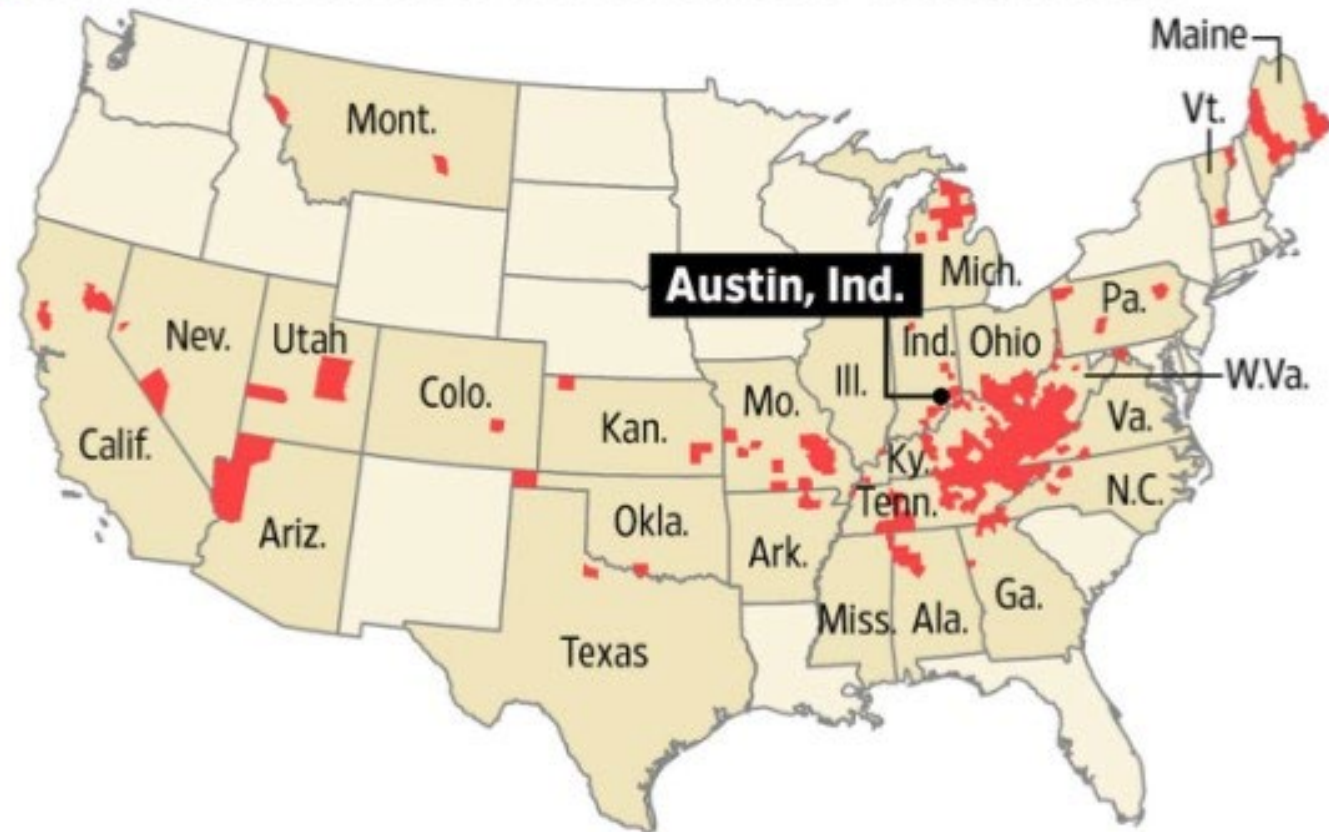 Maine
Vt.
Mont.
Mich.
Austin, Ind.
Pa.
Nev.
Utah
Ind.
Ohio
W.Va.
Colo.
Ill.
Mo.
Kan.
Va.
Calif.
Ky.
N.C.
Tenn.
Okla.
Ariz.
Ark.
Ga.
Miss.
Ala.
Texas